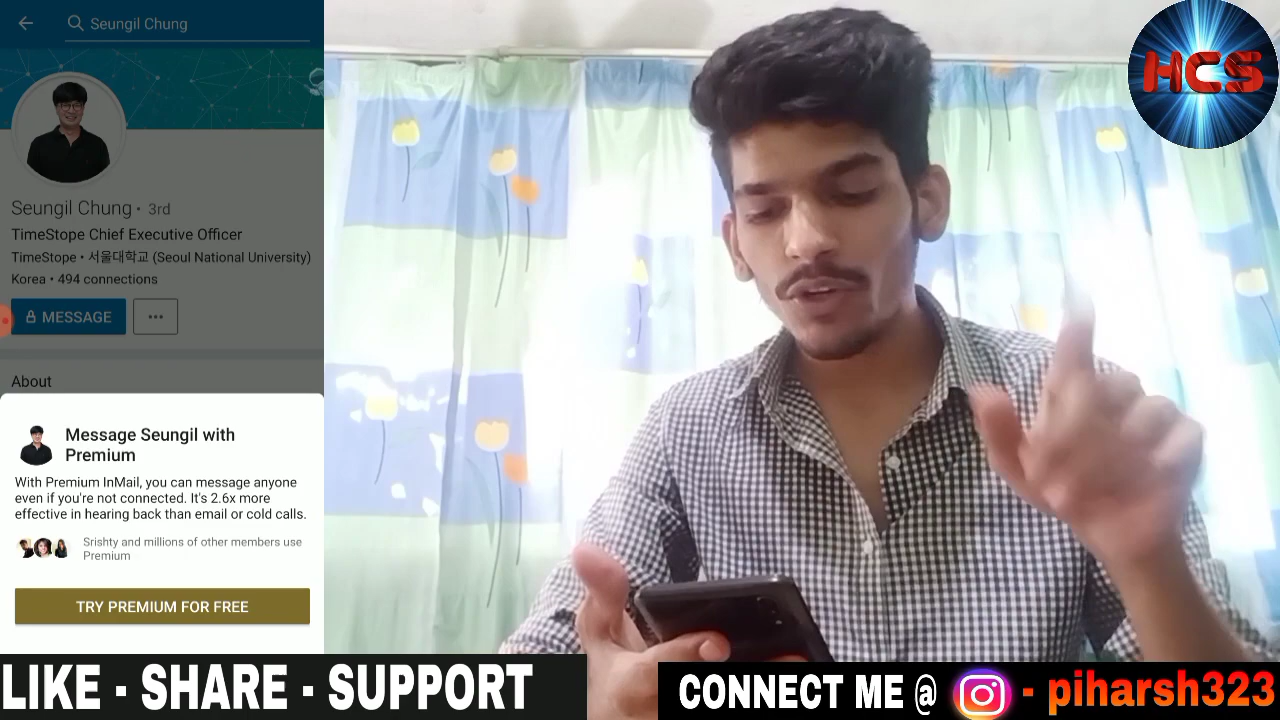 Seungil Chung
Seungil Chung • 3rd
TimeStope Chief Executive Officer
TimeStope • 서울대학교 (Seoul National University)
Korea • 494 connections
MESSAGE
About
Message Seungil with
Premium
With Premium InMail, you can message anyone
even if you're not connected. It's 2.6x more
effective in hearing back than email or cold calls.
Srishty and millions of other members use
Premium
TRY PREMIUM FOR FREE
HCS
LIKE - SHARE - SUPPORT
CONNECT ME @ - piharsh323